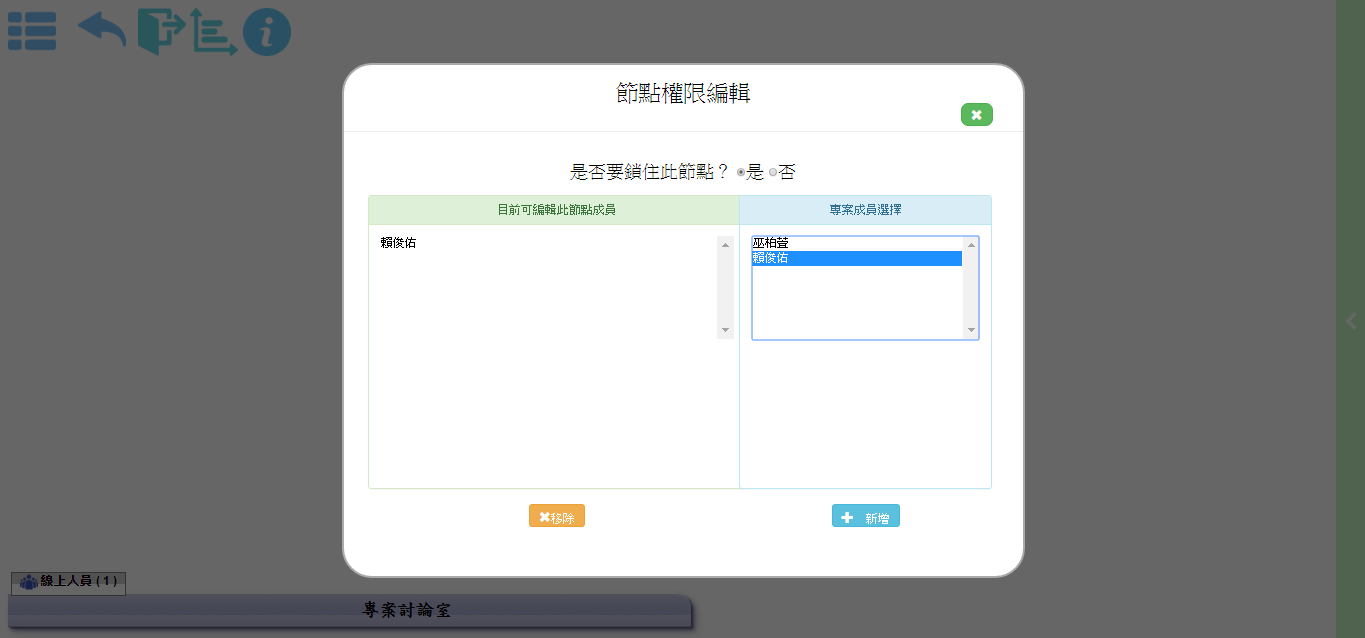 節點權限編輯
是否要鎖住此節點？ 是 否
目前可編輯此節點成員
專案成員選擇
賴俊佑
巫柏萱
賴俊佑
移除
新增
線上人員 ( 1 )
專案討論室